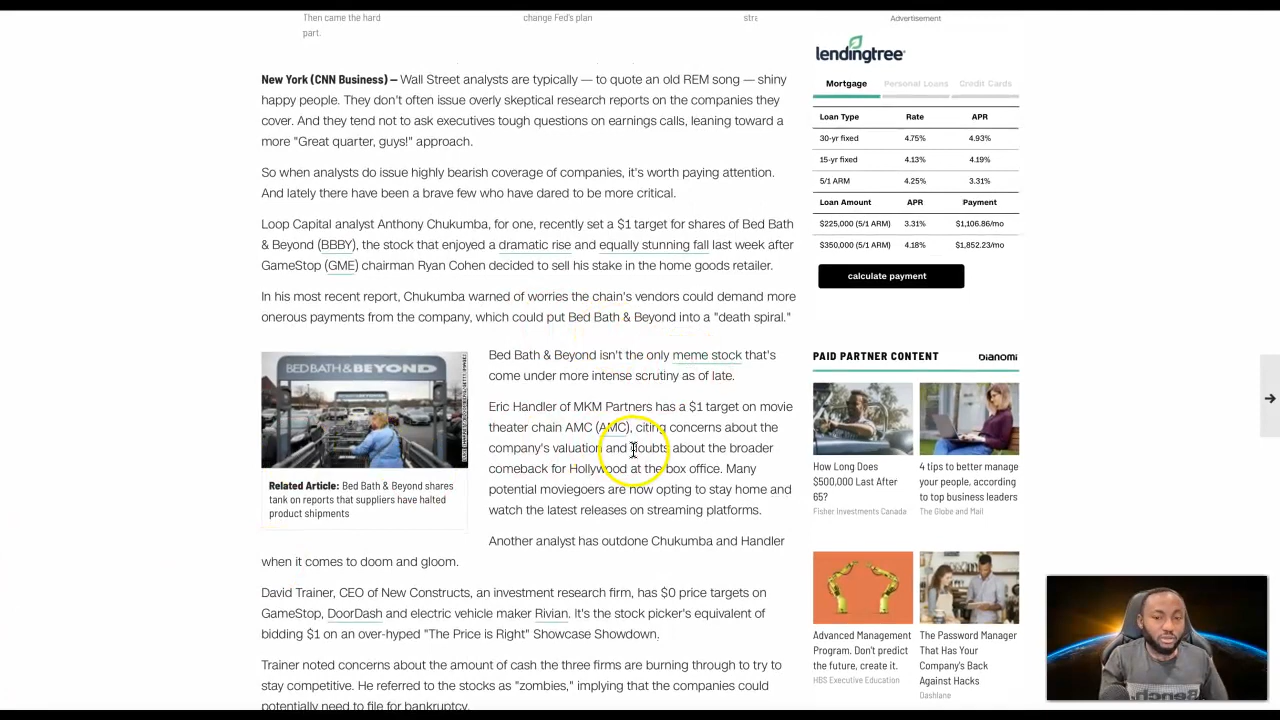 Then came the hard
part.
change Fed's plan
Advertisement
New York (CNN Business) — Wall Street analysts are typically — to quote an old REM song — shiny
happy people. They don't often issue overly skeptical research reports on the companies they
cover. And they tend not to ask executives tough questions on earnings calls, leaning toward a
more "Great quarter, guys!" approach.
So when analysts do issue highly bearish coverage of companies, it's worth paying attention.
And lately there have been a brave few who have dared to be more critical.
Loop Capital analyst Anthony Chukumba, for one, recently set a $1 target for shares of Bed Bath
& Beyond (BBBY), the stock that enjoyed a dramatic rise and equally stunning fall last week after
GameStop (GME) chairman Ryan Cohen decided to sell his stake in the home goods retailer.
In his most recent report, Chukumba warned of worries the chain's vendors could demand more
onerous payments from the company, which could put Bed Bath & Beyond into a "death spiral."
BED BATH & BEYOND
Related Article: Bed Bath & Beyond shares
tank on reports that suppliers have halted
product shipments
Bed Bath & Beyond isn't the only meme stock that's
come under more intense scrutiny as of late.
Eric Handler of MKM Partners has a $1 target on movie
theater chain AMC (AMC), citing concerns about the
company's valuation and doubts about the broader
comeback for Hollywood at the box office. Many
potential moviegoers are now opting to stay home and
watch the latest releases on streaming platforms.
Another analyst has outdone Chukumba and Handler
when it comes to doom and gloom.
David Trainer, CEO of New Constructs, an investment research firm, has $0 price targets on
GameStop, DoorDash and electric vehicle maker Rivian. It's the stock picker's equivalent of
bidding $1 on an over-hyped "The Price is Right" Showcase Showdown.
Trainer noted concerns about the amount of cash the three firms are burning through to try to
stay competitive. He referred to the stocks as "zombies," implying that the companies could
potentially need to file for bankruptcy.
lendingtree
Mortgage Personal Loans Credit Cards
Loan Type Rate APR
30-yr fixed 4.75% 4.93%
15-yr fixed 4.13% 4.19%
5/1 ARM 4.25% 3.31%
Loan Amount APR Payment
$225,000 (5/1 ARM) 3.31% $1,106.86/mo
$350,000 (5/1 ARM) 4.18% $1,852.23/mo
calculate payment
PAID PARTNER CONTENT
DIANOMI
How Long Does
$500,000 Last After
65?
Fisher Investments Canada
4 tips to better manage
your people, according
to top business leaders
The Globe and Mail
Advanced Management
Program. Don't predict
the future, create it.
HBS Executive Education
The Password Manager
That Has Your
Company's Back
Against Hacks
Dashlane